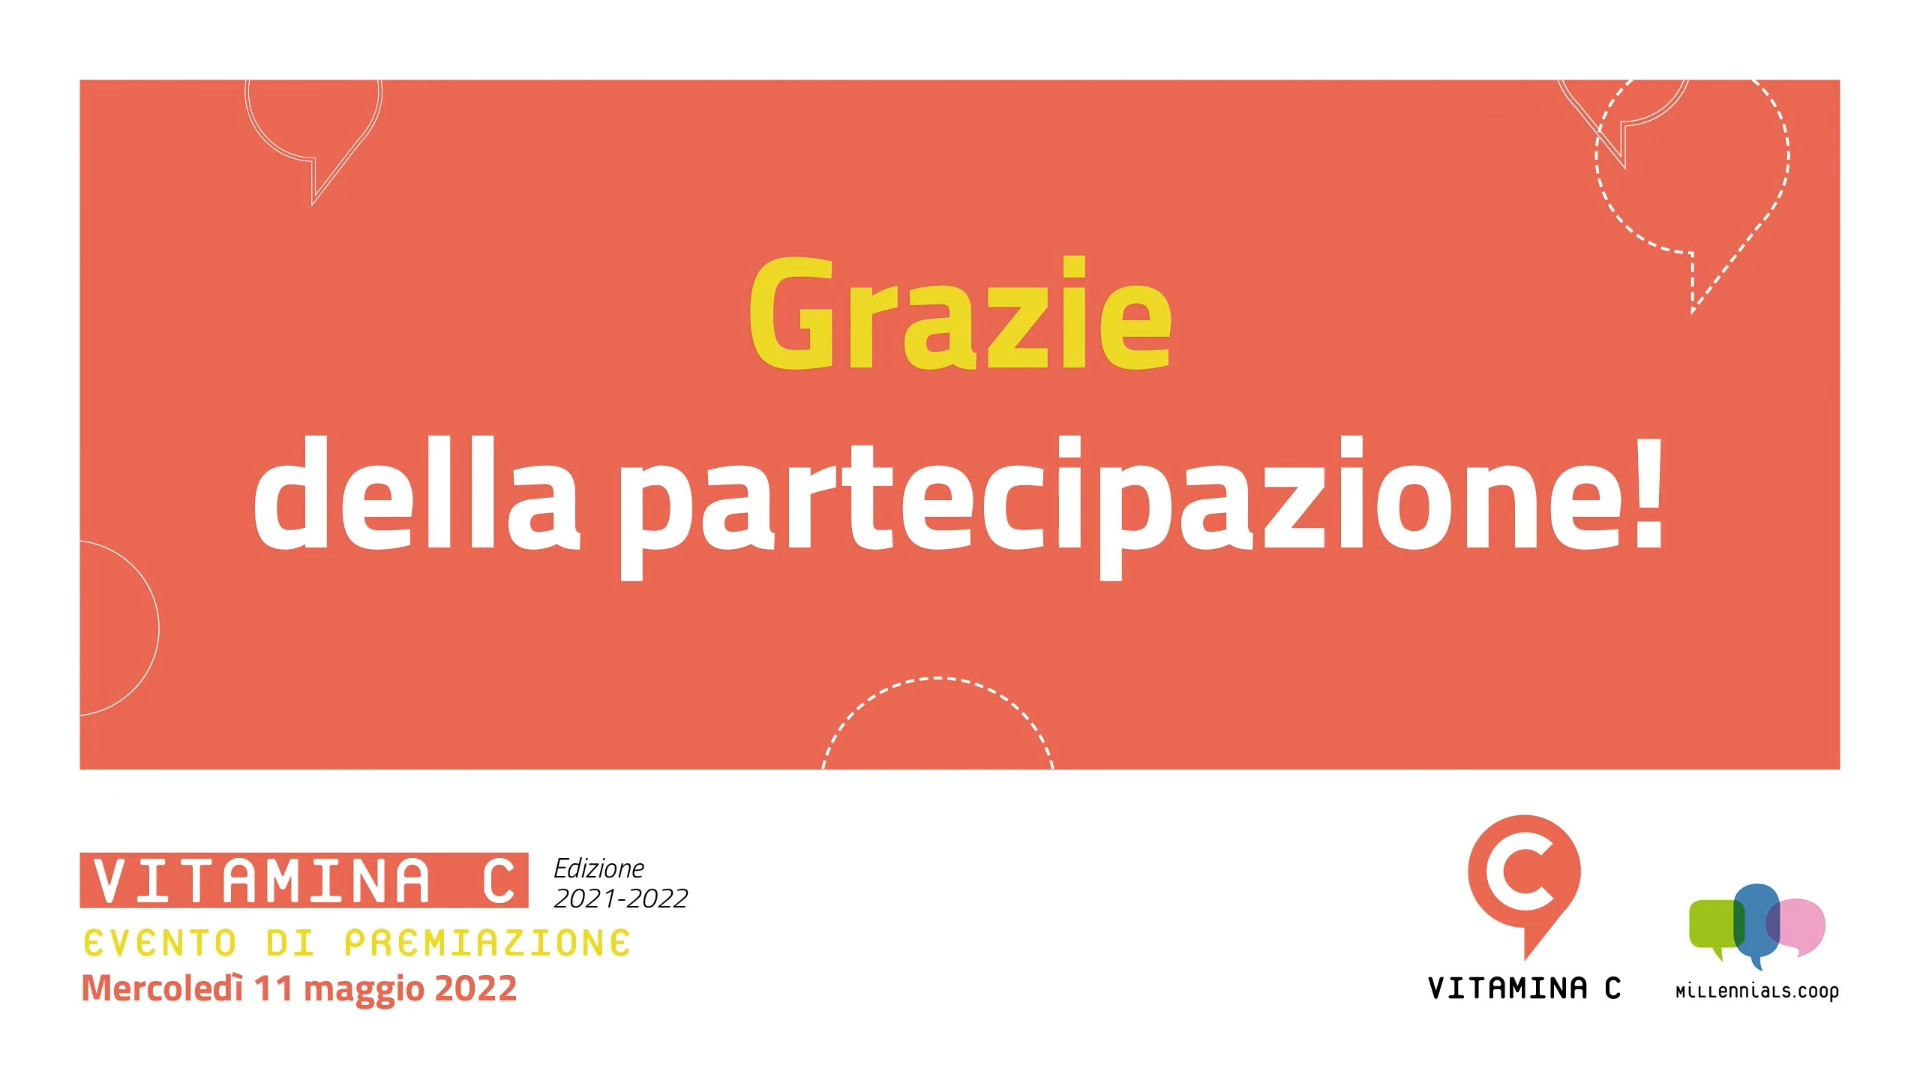 Grazie
della partecipazione!
VITAMINA C
Edizione
2021-2022
EVENTO DI PREMIAZIONE
Mercoledì 11 maggio 2022
C
VITAMINA C
MiLLenniaLS.coop